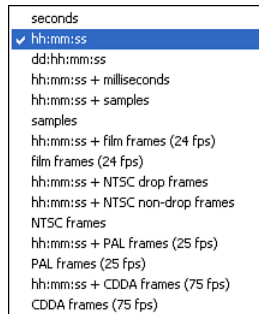 seconds
hh:mm:ss
dd:hh:mm:ss
hh:mm:ss + milliseconds
hh:mm:ss + samples
samples
hh:mm:ss + film frames (24 fps)
film frames (24 fps)
hh:mm:ss + NTSC drop frames
hh:mm:ss + NTSC non-drop frames
NTSC frames
hh:mm:ss + PAL frames (25 fps)
PAL frames (25 fps)
hh:mm:ss + CDDA frames (75 fps)
CDDA frames (75 fps)